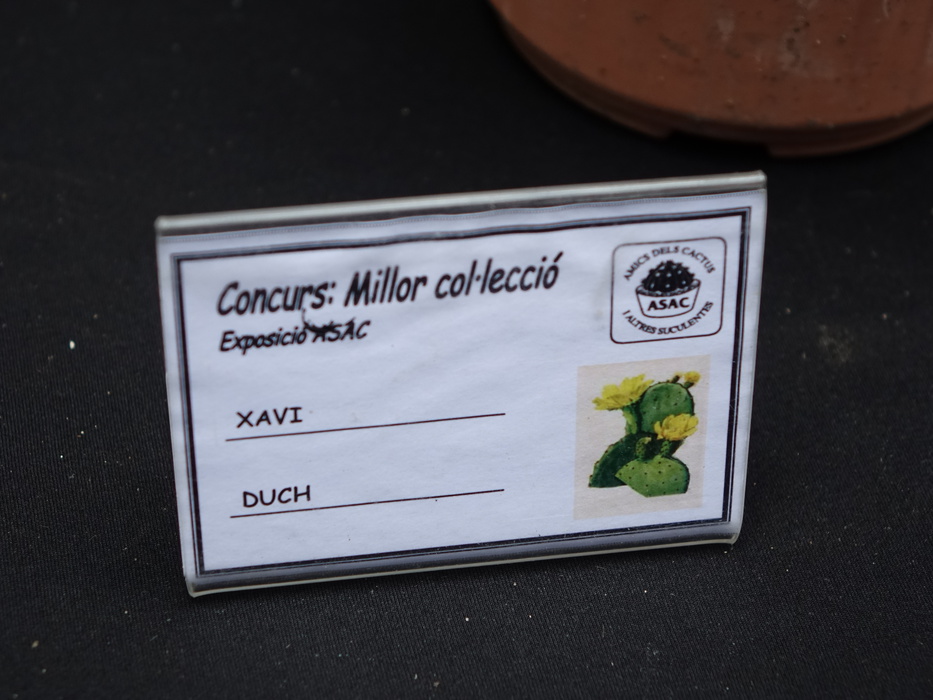 Concurs: Millor col·lecció
Exposició ASAC
AMICS DELS CACTUS
ASAC
I ALTRES SUCULENTES
XAVI
DUCH